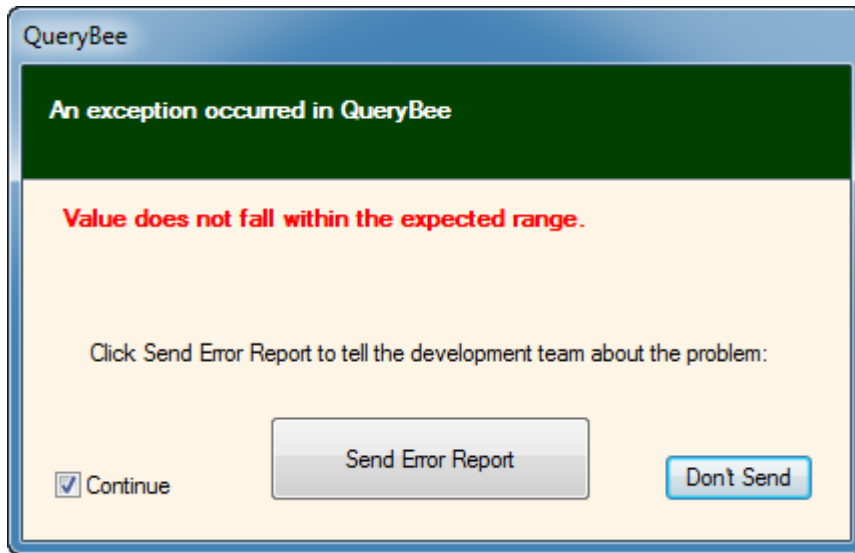 QueryBee
An exception occurred in QueryBee
Value does not fall within the expected range.
Click Send Error Report to tell the development team about the problem:
Send Error Report
Continue
Don't Send